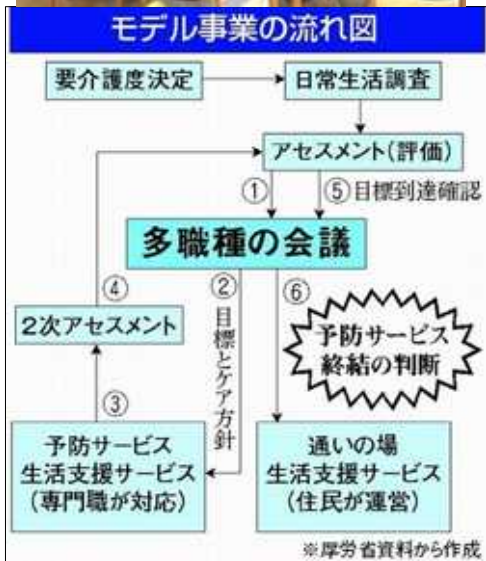 モデル事業の流れ図
要介護度決定
日常生活調査
アセスメント(評価)
①
⑤目標到達確認
多職種の会議
④
②
目標とケア方針
⑥
2次アセスメント
予防サービス
終結の判断
③
予防サービス
生活支援サービス
(専門職が対応)
通いの場
生活支援サービス
(住民が運営)
※厚労省資料から作成